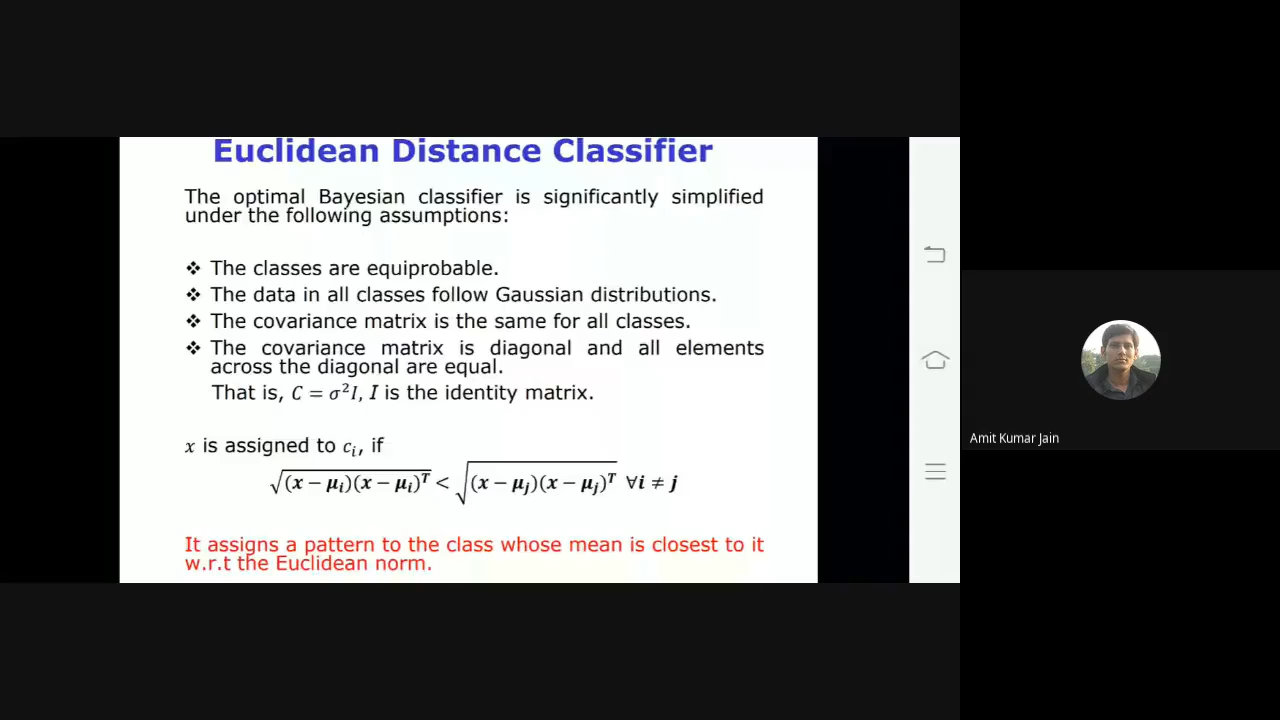 Euclidean Distance Classifier
The optimal Bayesian classifier is significantly simplified
under the following assumptions:
❖ The classes are equiprobable.
❖ The data in all classes follow Gaussian distributions.
❖ The covariance matrix is the same for all classes.
❖ The covariance matrix is diagonal and all elements
across the diagonal are equal.
That is, C = σ²I, I is the identity matrix.
x is assigned to cᵢ, if
√(x − μᵢ)(x − μᵢ)ᵀ < √(x − μⱼ)(x − μⱼ)ᵀ ∀i ≠ j
It assigns a pattern to the class whose mean is closest to it
w.r.t the Euclidean norm.
Amit Kumar Jain